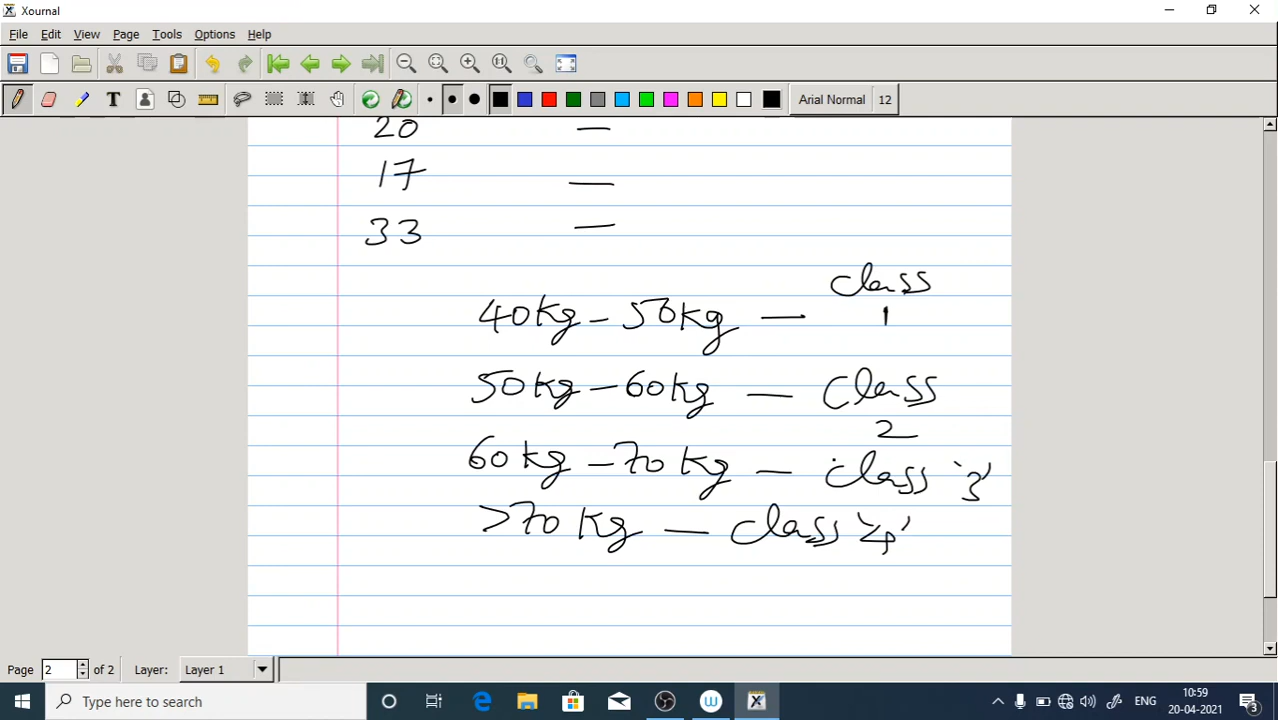 Xournal
File Edit View Page Tools Options Help
Arial Normal 12
20 —
17 —
33 —
class
40kg - 50kg — 1
50kg - 60kg — class
2
60kg - 70kg — class '3'
>70 kg — class '4'
Page 2 of 2 Layer: Layer 1
Type here to search
ENG
10:59
20-04-2021
3